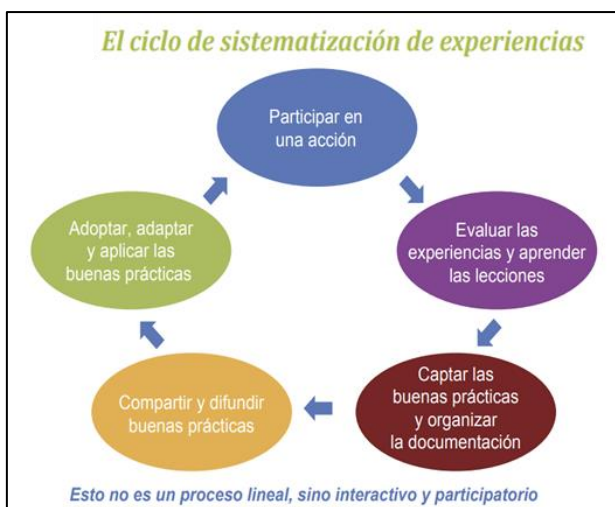 El ciclo de sistematización de experiencias
Participar en
una acción
Evaluar las
experiencias y aprender
las lecciones
Captar las
buenas prácticas
y organizar
la documentación
Compartir y difundir
buenas prácticas
Adoptar, adaptar
y aplicar las
buenas prácticas
Esto no es un proceso lineal, sino interactivo y participatorio